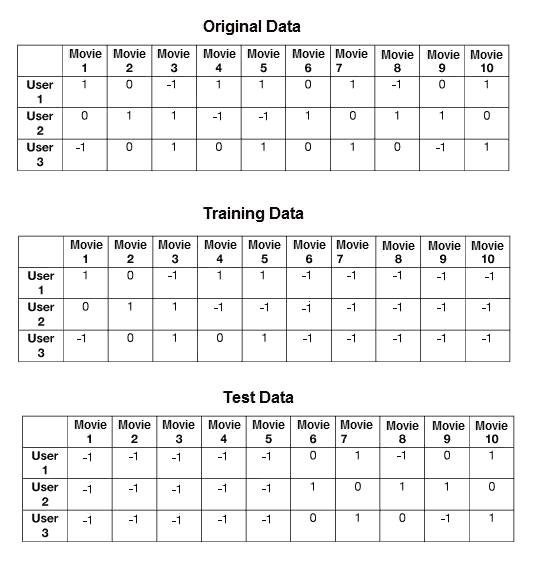 Original Data
Movie 1 Movie 2 Movie 3 Movie 4 Movie 5 Movie 6 Movie 7 Movie 8 Movie 9 Movie 10
User 1 1 0 -1 1 1 0 1 -1 0 1
User 2 0 1 1 -1 -1 1 0 1 1 0
User 3 -1 0 1 0 1 0 1 0 -1 1
Training Data
Movie 1 Movie 2 Movie 3 Movie 4 Movie 5 Movie 6 Movie 7 Movie 8 Movie 9 Movie 10
User 1 1 0 -1 1 1 -1 -1 -1 -1 -1
User 2 0 1 1 -1 -1 -1 -1 -1 -1 -1
User 3 -1 0 1 0 1 -1 -1 -1 -1 -1
Test Data
Movie 1 Movie 2 Movie 3 Movie 4 Movie 5 Movie 6 Movie 7 Movie 8 Movie 9 Movie 10
User 1 -1 -1 -1 -1 -1 0 1 -1 0 1
User 2 -1 -1 -1 -1 -1 1 0 1 1 0
User 3 -1 -1 -1 -1 -1 0 1 0 -1 1